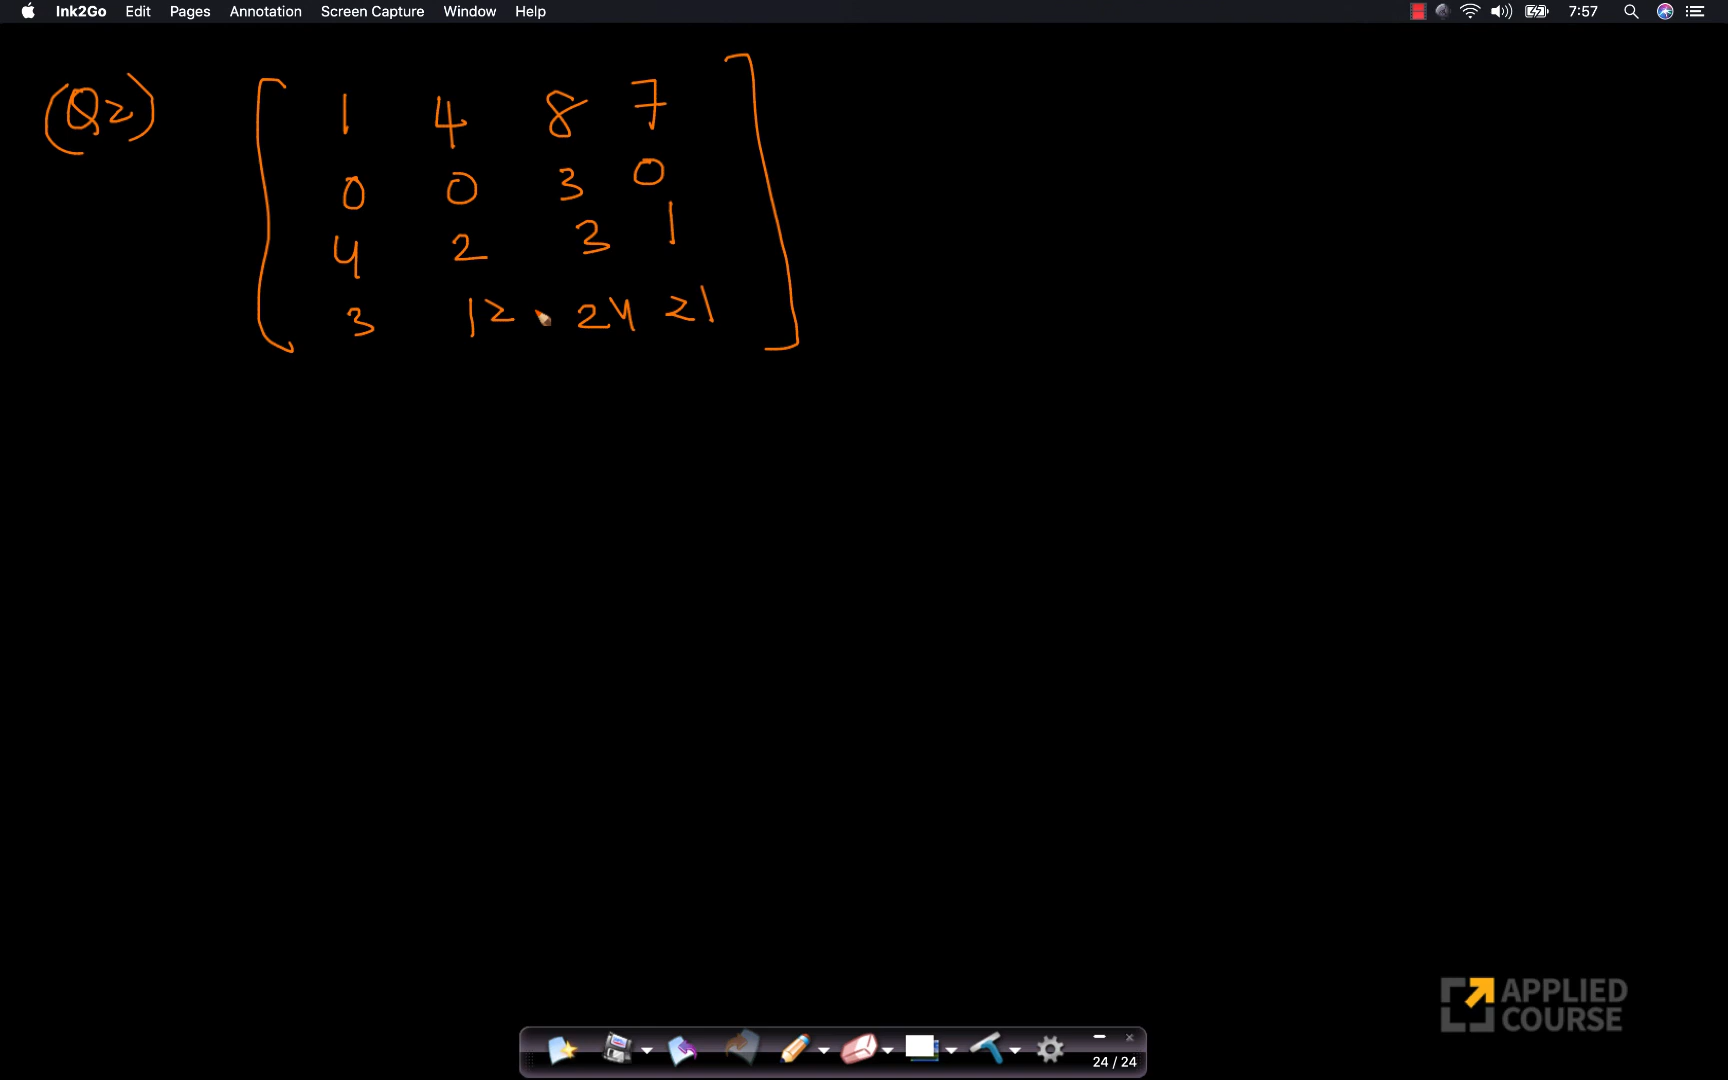 Ink2Go Edit Pages Annotation Screen Capture Window Help 7:57
(Q2) 1 4 8 7
0 0 3 0
4 2 3 1
3 12 24 21
APPLIED
COURSE
24 / 24